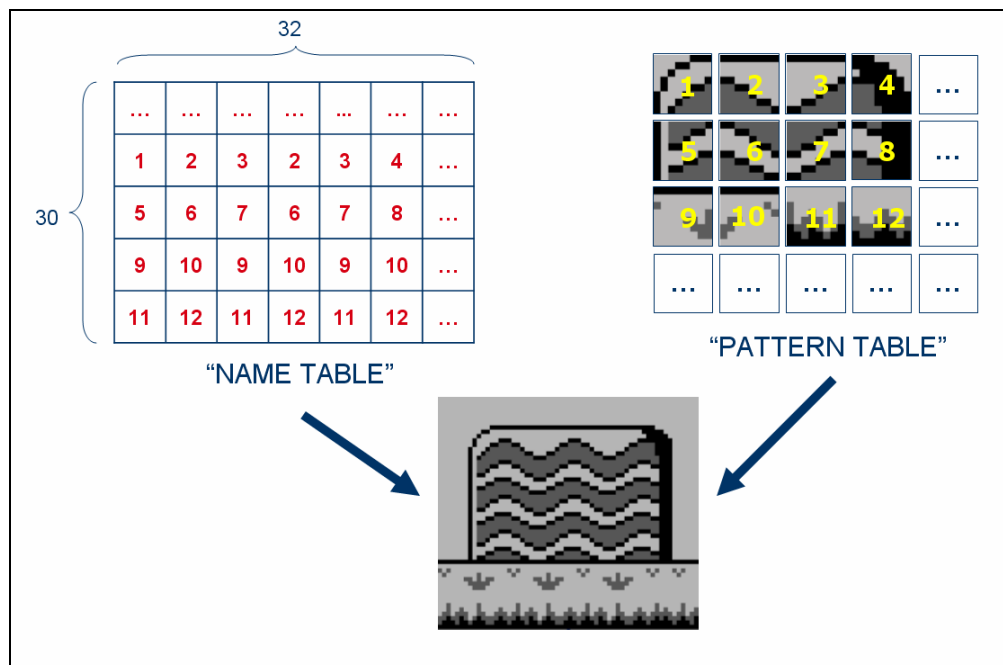 32
30
... ... ... ... ... ... ...
1 2 3 2 3 4 ...
5 6 7 6 7 8 ...
9 10 9 10 9 10 ...
11 12 11 12 11 12 ...
“NAME TABLE”
1 2 3 4 ...
5 6 7 8 ...
9 10 11 12 ...
... ... ... ... ...
“PATTERN TABLE”